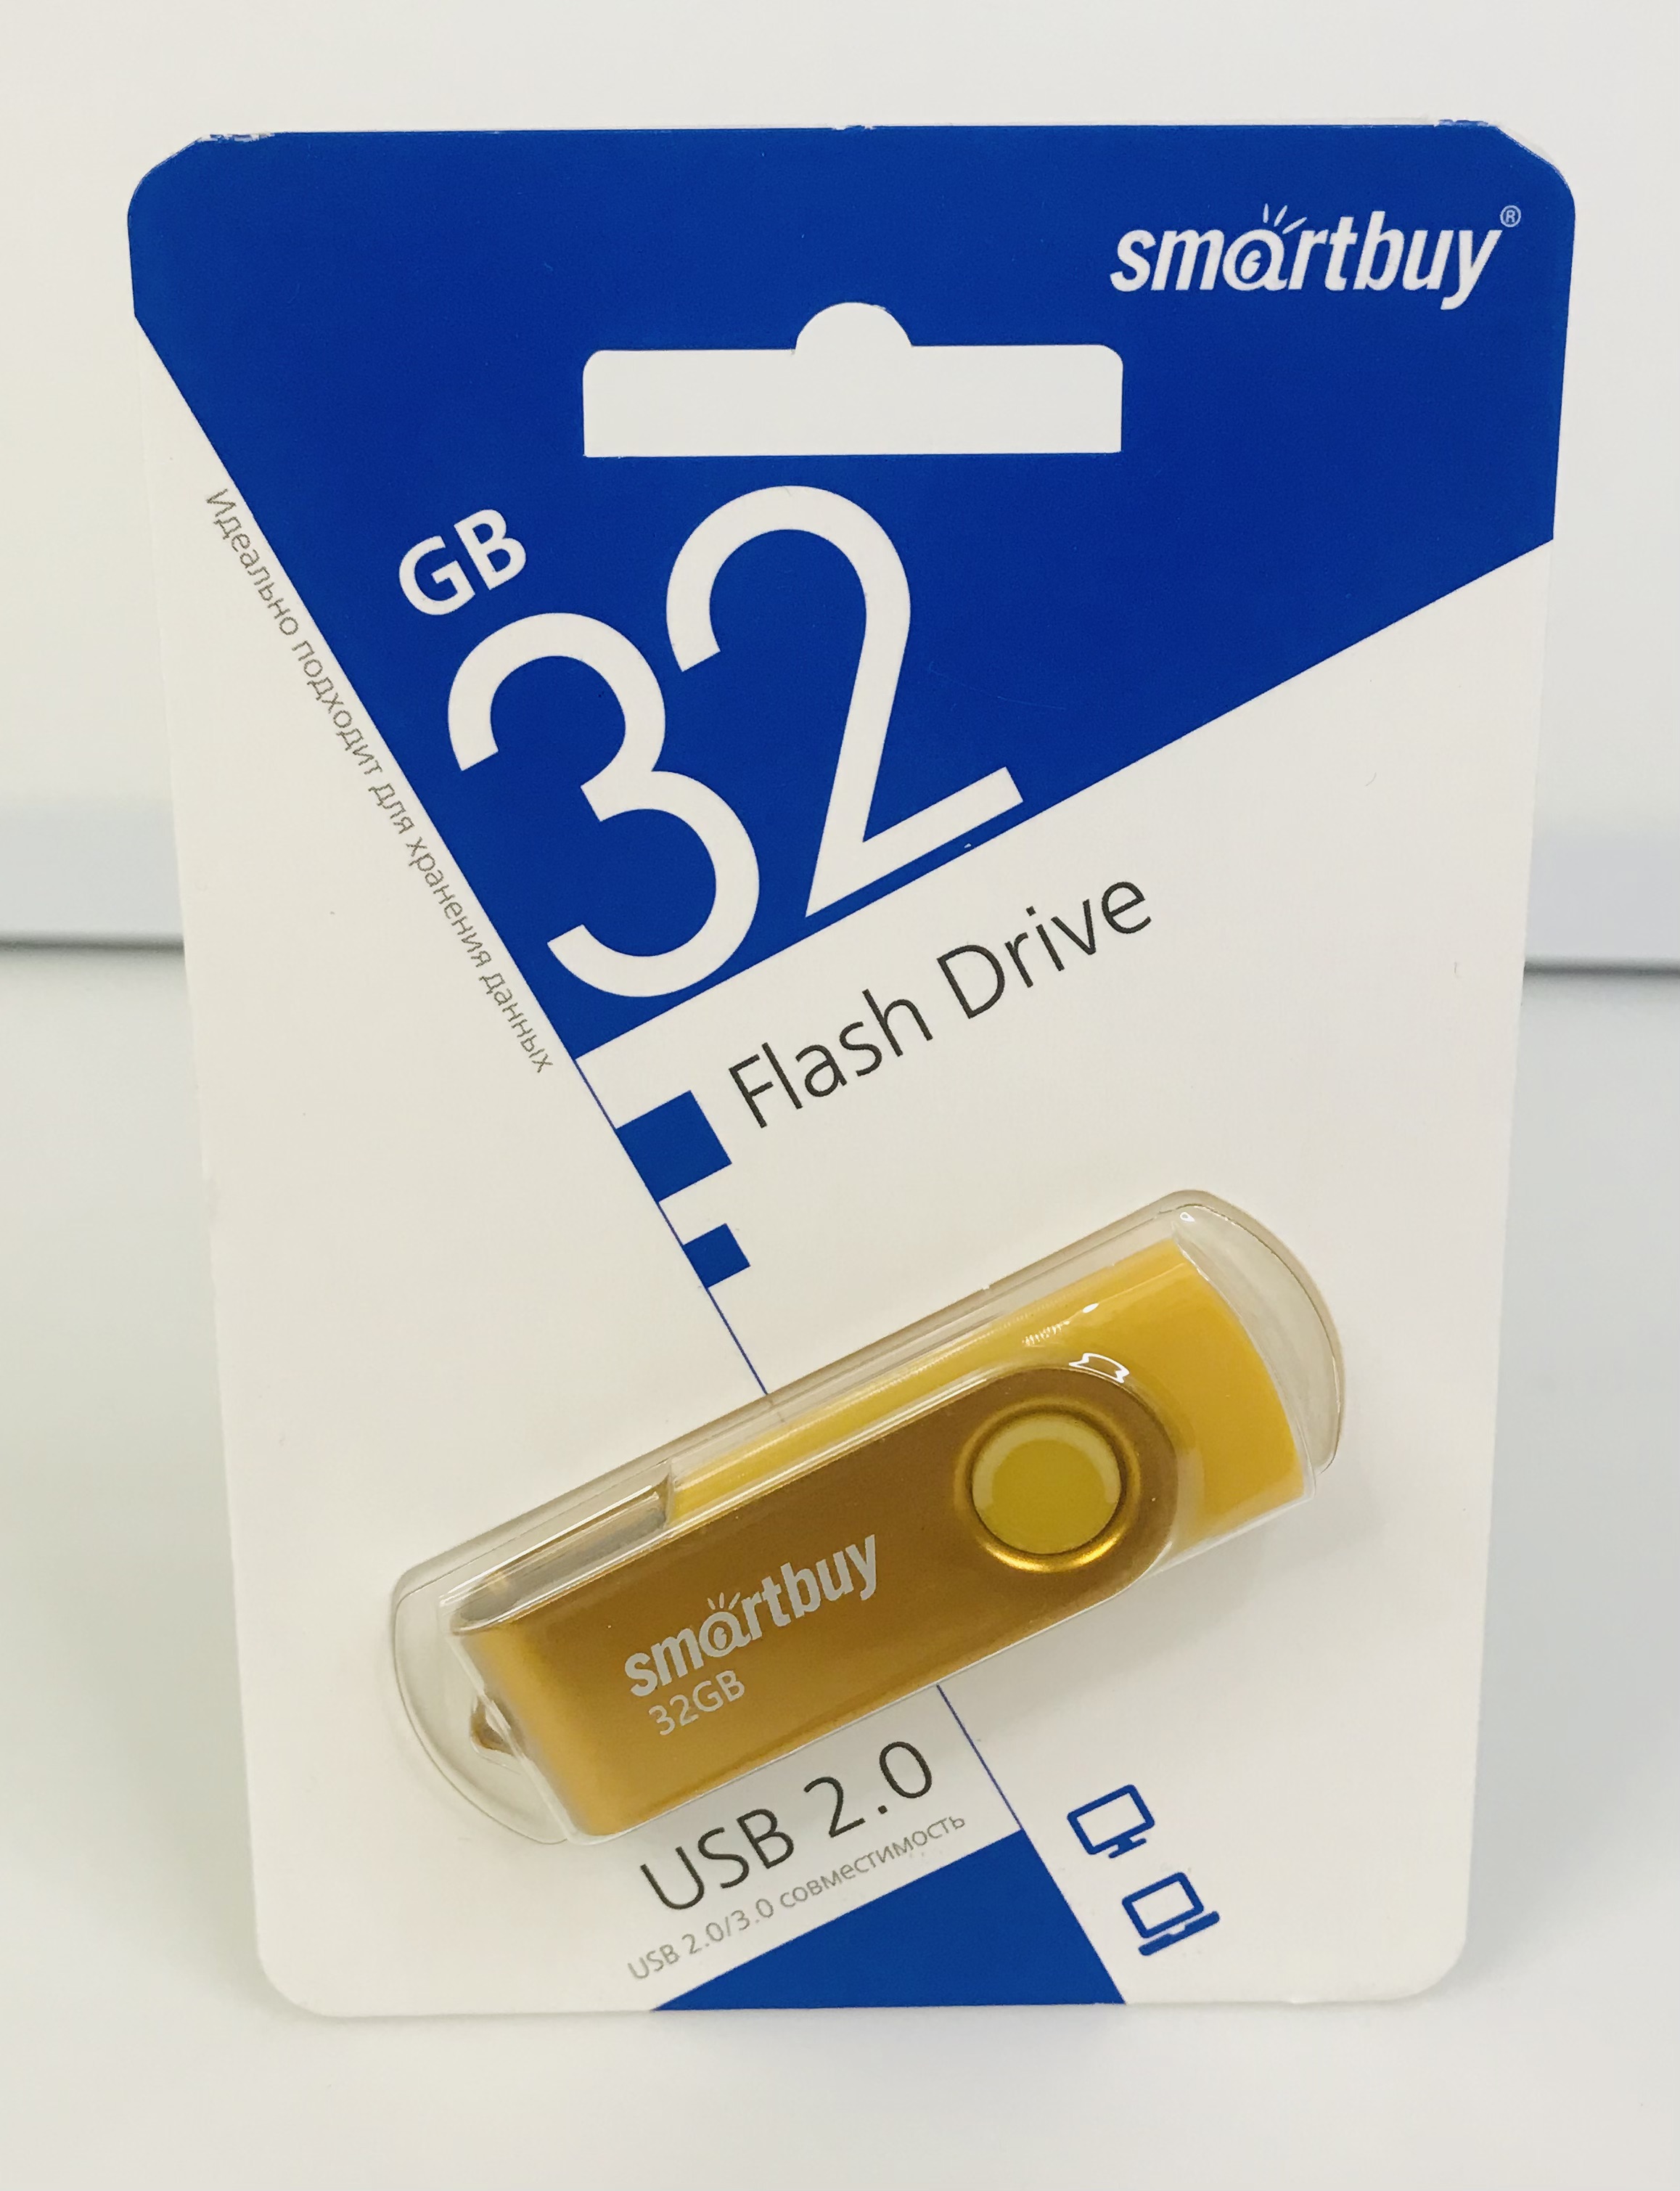 smartbuy®
GB
32
Идеально подходит для хранения данных
Flash Drive
smartbuy
32GB
USB 2.0
USB 2.0/3.0 совместимость